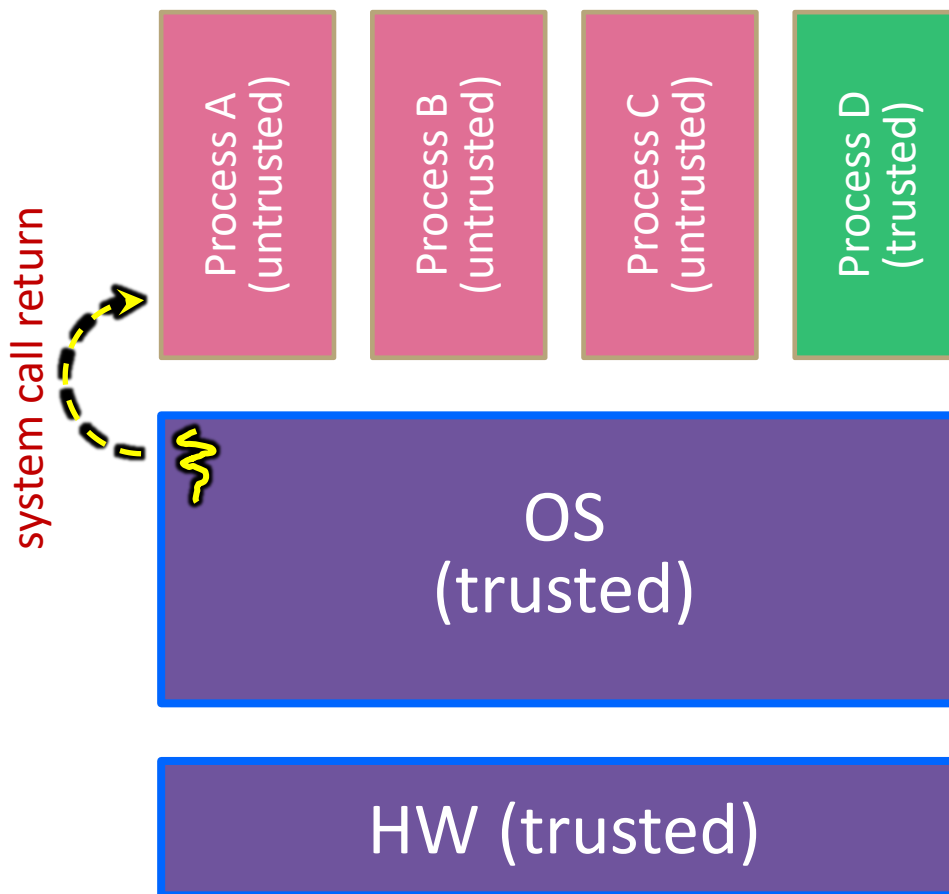 Process A
(untrusted)
Process B
(untrusted)
Process C
(untrusted)
Process D
(trusted)
system call return
OS
(trusted)
HW (trusted)